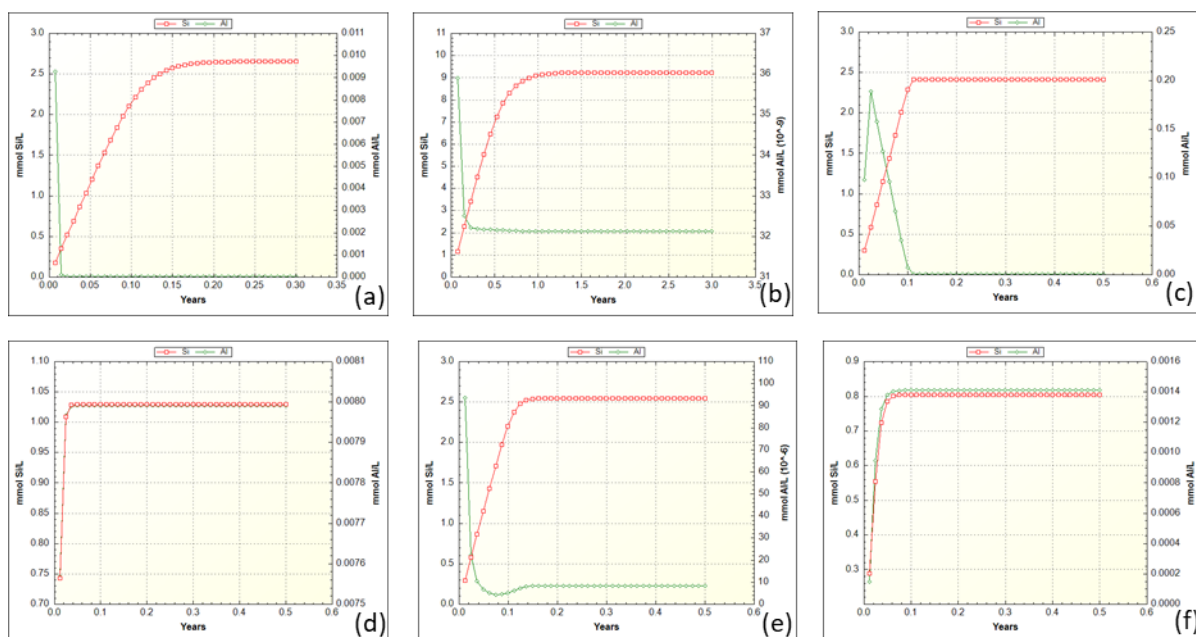 Si Al
3.0 2.5 2.0 1.5 1.0 0.5 0.0
mmol Si/L
0.011 0.010 0.009 0.008 0.007 0.006 0.005 0.004 0.003 0.002 0.001 0.000
mmol Al/L
0.00 0.05 0.10 0.15 0.20 0.25 0.30 0.35
Years
(a)
Si Al
11 10 9 8 7 6 5 4 3 2 1 0
mmol Si/L
37 36 35 34 33 32 31
mmol Al/L (10^-9)
0.0 0.5 1.0 1.5 2.0 2.5 3.0 3.5
Years
(b)
Si Al
3.0 2.5 2.0 1.5 1.0 0.5 0.0
mmol Si/L
0.25 0.20 0.15 0.10 0.05 0.00
mmol Al/L
0.0 0.1 0.2 0.3 0.4 0.5 0.6
Years
(c)
Si Al
1.10 1.05 1.00 0.95 0.90 0.85 0.80 0.75 0.70
mmol Si/L
0.0081 0.0080 0.0079 0.0078 0.0077 0.0076 0.0075
mmol Al/L
0.0 0.1 0.2 0.3 0.4 0.5 0.6
Years
(d)
Si Al
3.0 2.5 2.0 1.5 1.0 0.5 0.0
mmol Si/L
110 100 90 80 70 60 50 40 30 20 10 0
mmol Al/L (10^-6)
0.0 0.1 0.2 0.3 0.4 0.5 0.6
Years
(e)
Si Al
0.9 0.8 0.7 0.6 0.5 0.4 0.3
mmol Si/L
0.0016 0.0014 0.0012 0.0010 0.0008 0.0006 0.0004 0.0002 0.0000
mmol Al/L
0.0 0.1 0.2 0.3 0.4 0.5 0.6
Years
(f)